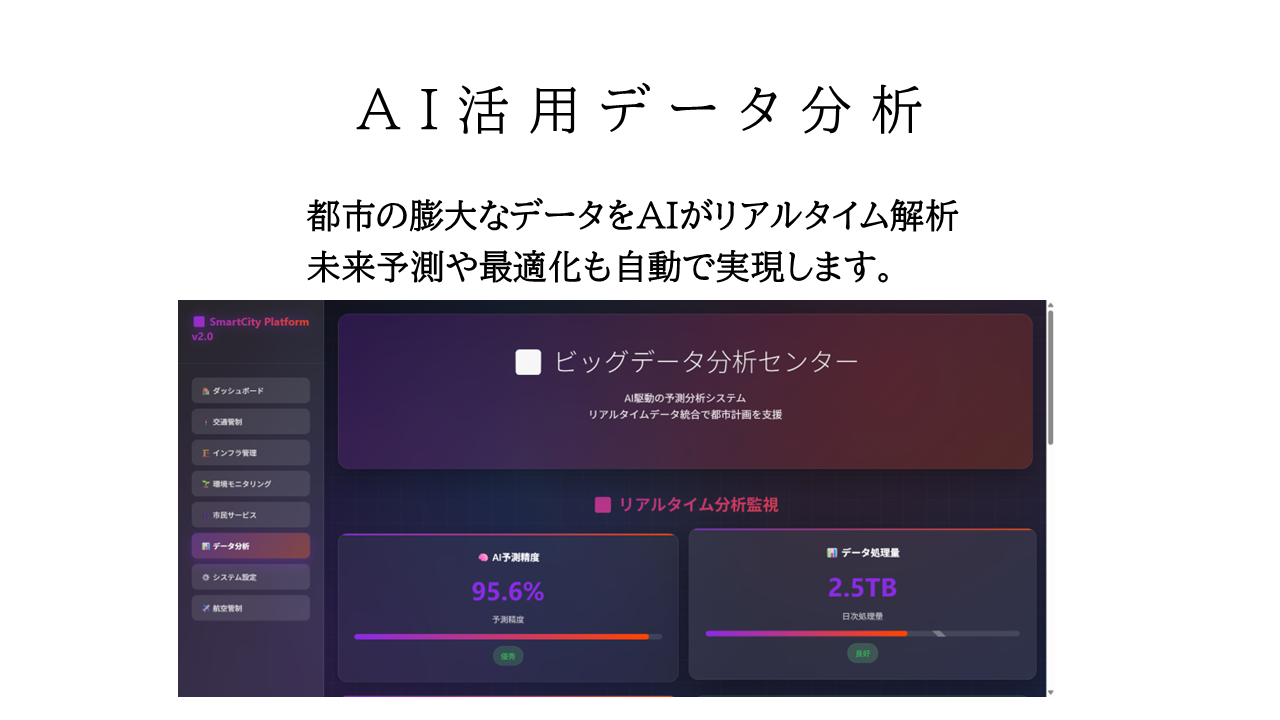 AI活用データ分析
都市の膨大なデータをAIがリアルタイム解析
未来予測や最適化も自動で実現します。
SmartCity Platform
v2.0
ダッシュボード
交通管制
インフラ管理
環境モニタリング
市民サービス
データ分析
システム設定
航空管制
ビッグデータ分析センター
AI駆動の予測分析システム
リアルタイムデータ統合で都市計画を支援
リアルタイム分析監視
AI予測精度
95.6%
予測精度
優秀
データ処理量
2.5TB
日次処理量
良好